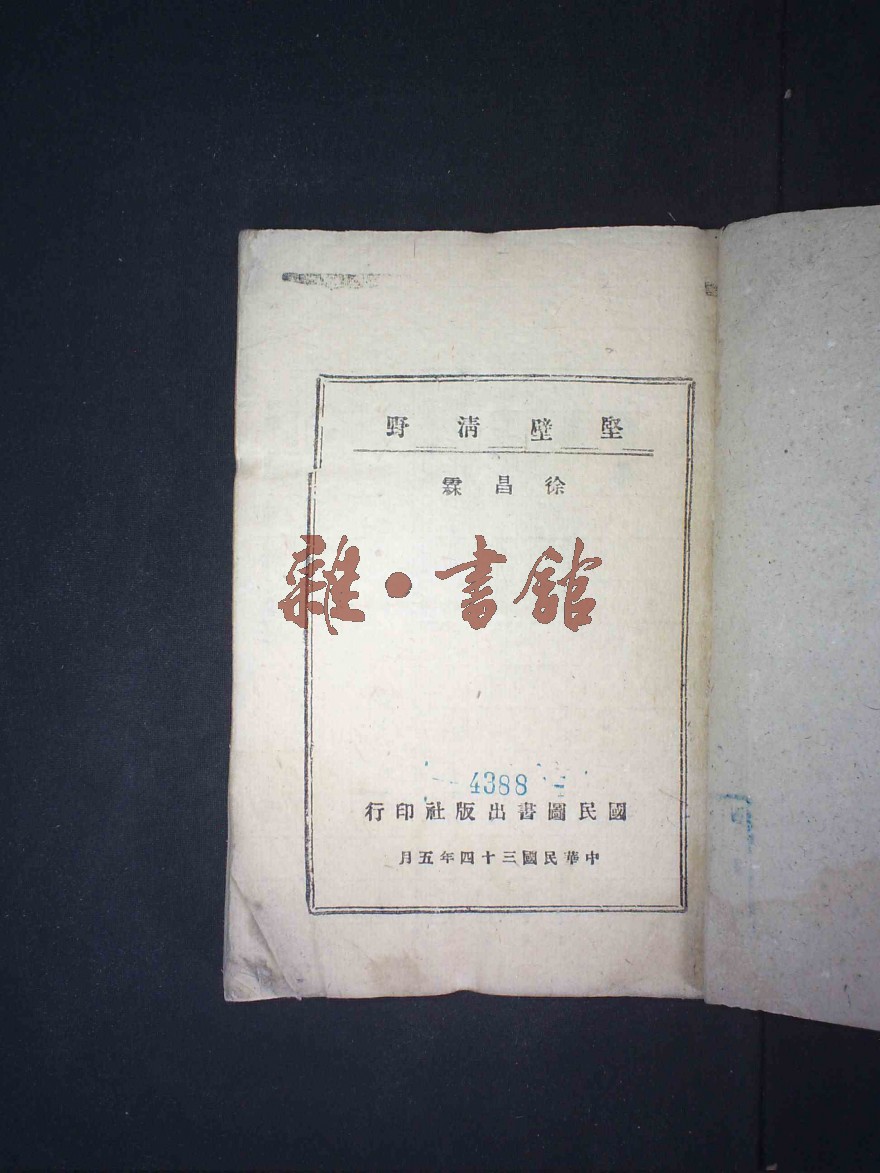 堅壁清野
徐昌霖
雜·書館
4388
國民圖書出版社印行
中華民國三十四年五月